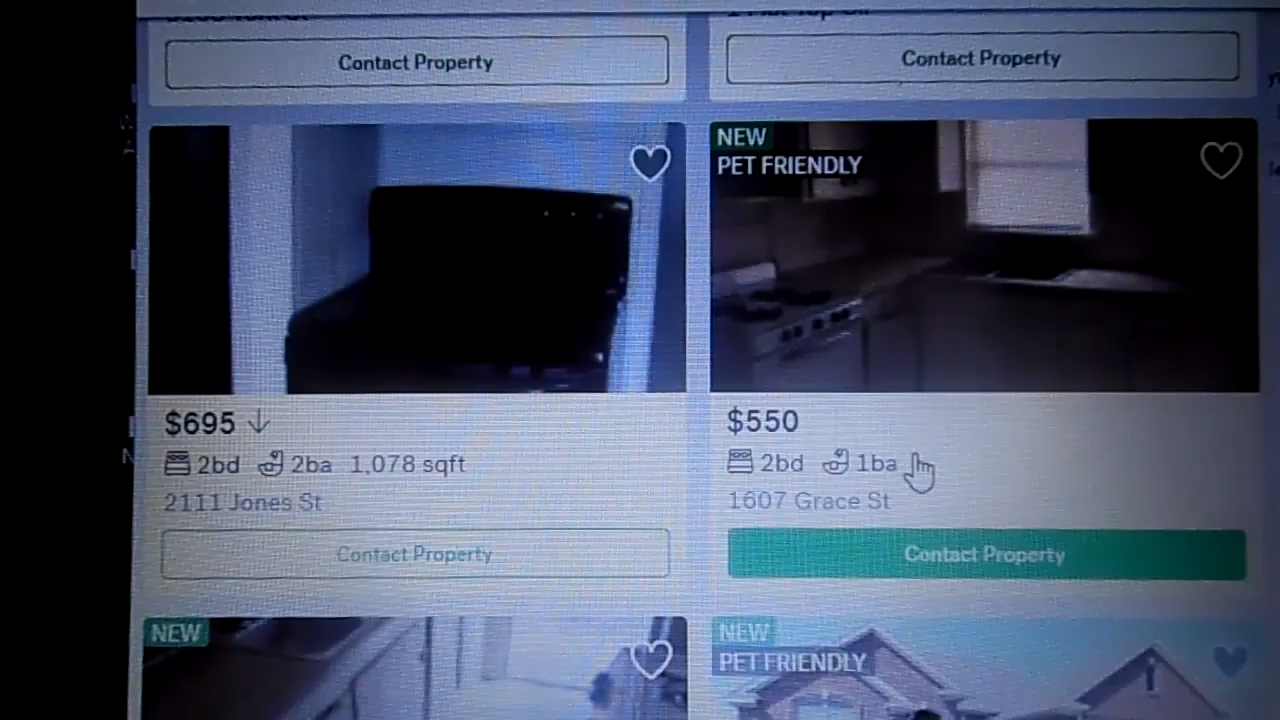 Contact Property
Contact Property
NEW
PET FRIENDLY
$695 ↓
2bd 2ba 1,078 sqft
2111 Jones St
Contact Property
$550
2bd 1ba
1607 Grace St
Contact Property
NEW
NEW
PET FRIENDLY